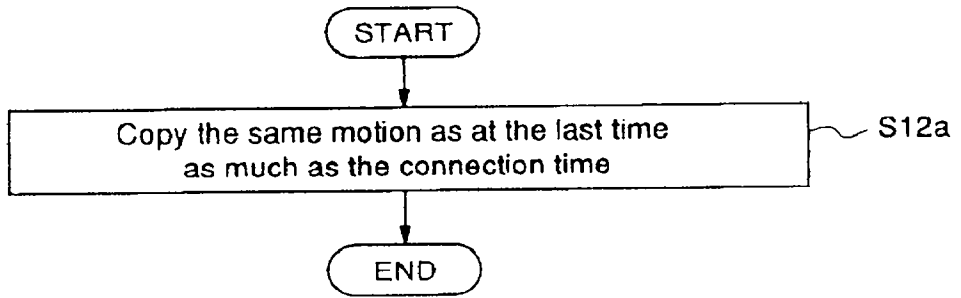 START
Copy the same motion as at the last time
as much as the connection time
S12a
END